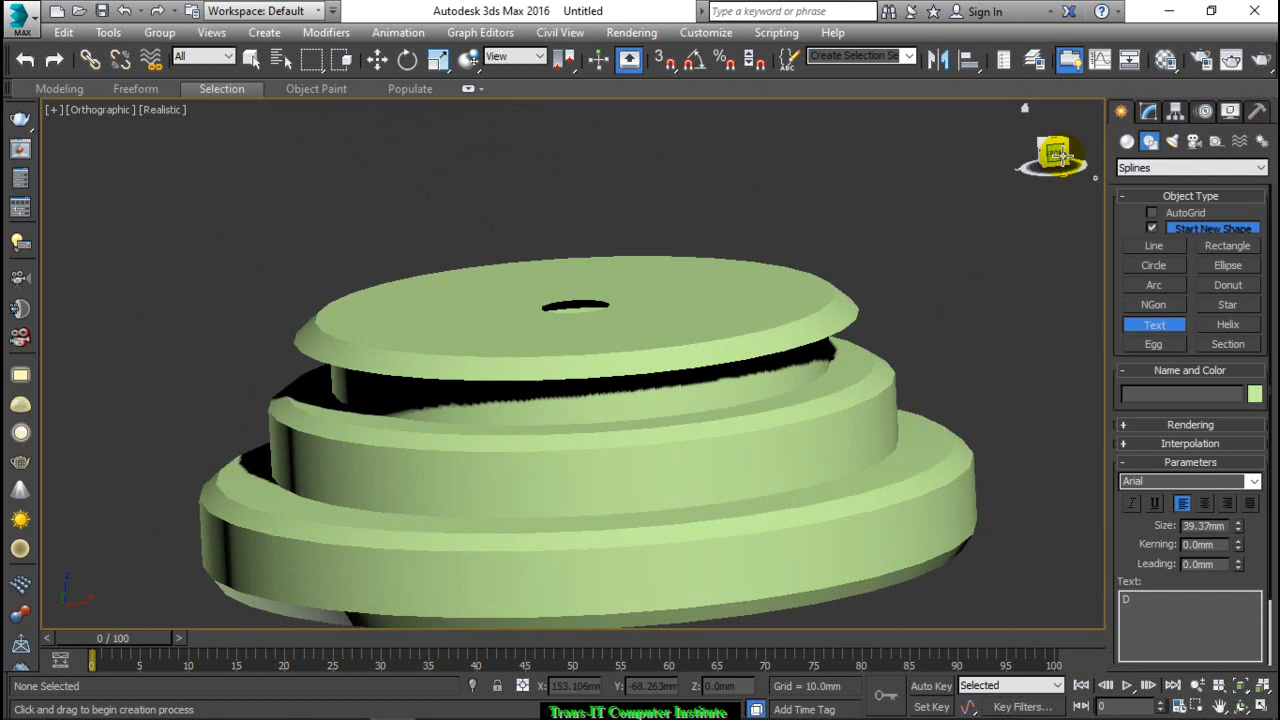 MAX
Workspace: Default
Autodesk 3ds Max 2016
Untitled
Type a keyword or phrase
Sign In
Edit Tools Group Views Create Modifiers Animation Graph Editors Civil View Rendering Customize Scripting Help
All
View
3
ABC
Create Selection Se
Modeling Freeform Selection Object Paint Populate
[+] [Orthographic] [Realistic]
Splines
- Object Type
AutoGrid
Start New Shape
Line Rectangle
Circle Ellipse
Arc Donut
NGon Star
Text Helix
Egg Section
- Name and Color
+ Rendering
+ Interpolation
- Parameters
Arial
I U
Size: 39.37mm
Kerning: 0.0mm
Leading: 0.0mm
Text:
D
z
x
< 0 / 100 >
0 5 10 15 20 25 30 35 40 45 50 55 60 65 70 75 80 85 90 95 100
None Selected
X: 153.106mm Y: -68.263mm Z: 0.0mm
Grid = 10.0mm
Auto Key
Selected
Click and drag to begin creation process
Add Time Tag
Set Key
Key Filters...
0
Trans-IT Computer Institute